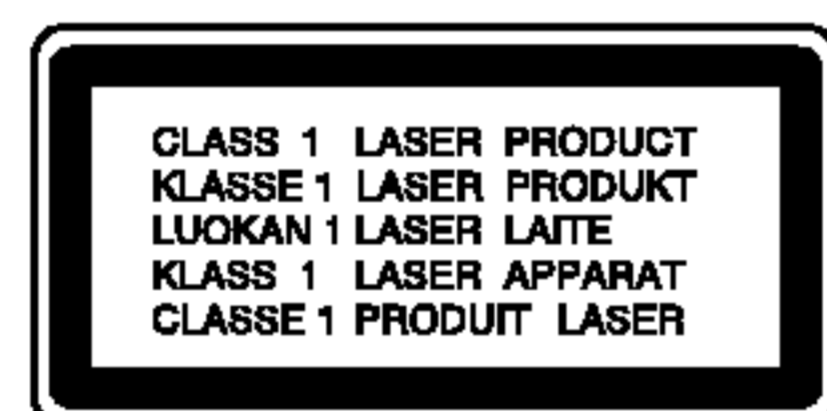 CLASS 1 LASER PRODUCT
KLASSE 1 LASER PRODUKT
LUOKAN 1 LASER LAITE
KLASS 1 LASER APPARAT
CLASSE 1 PRODUIT LASER